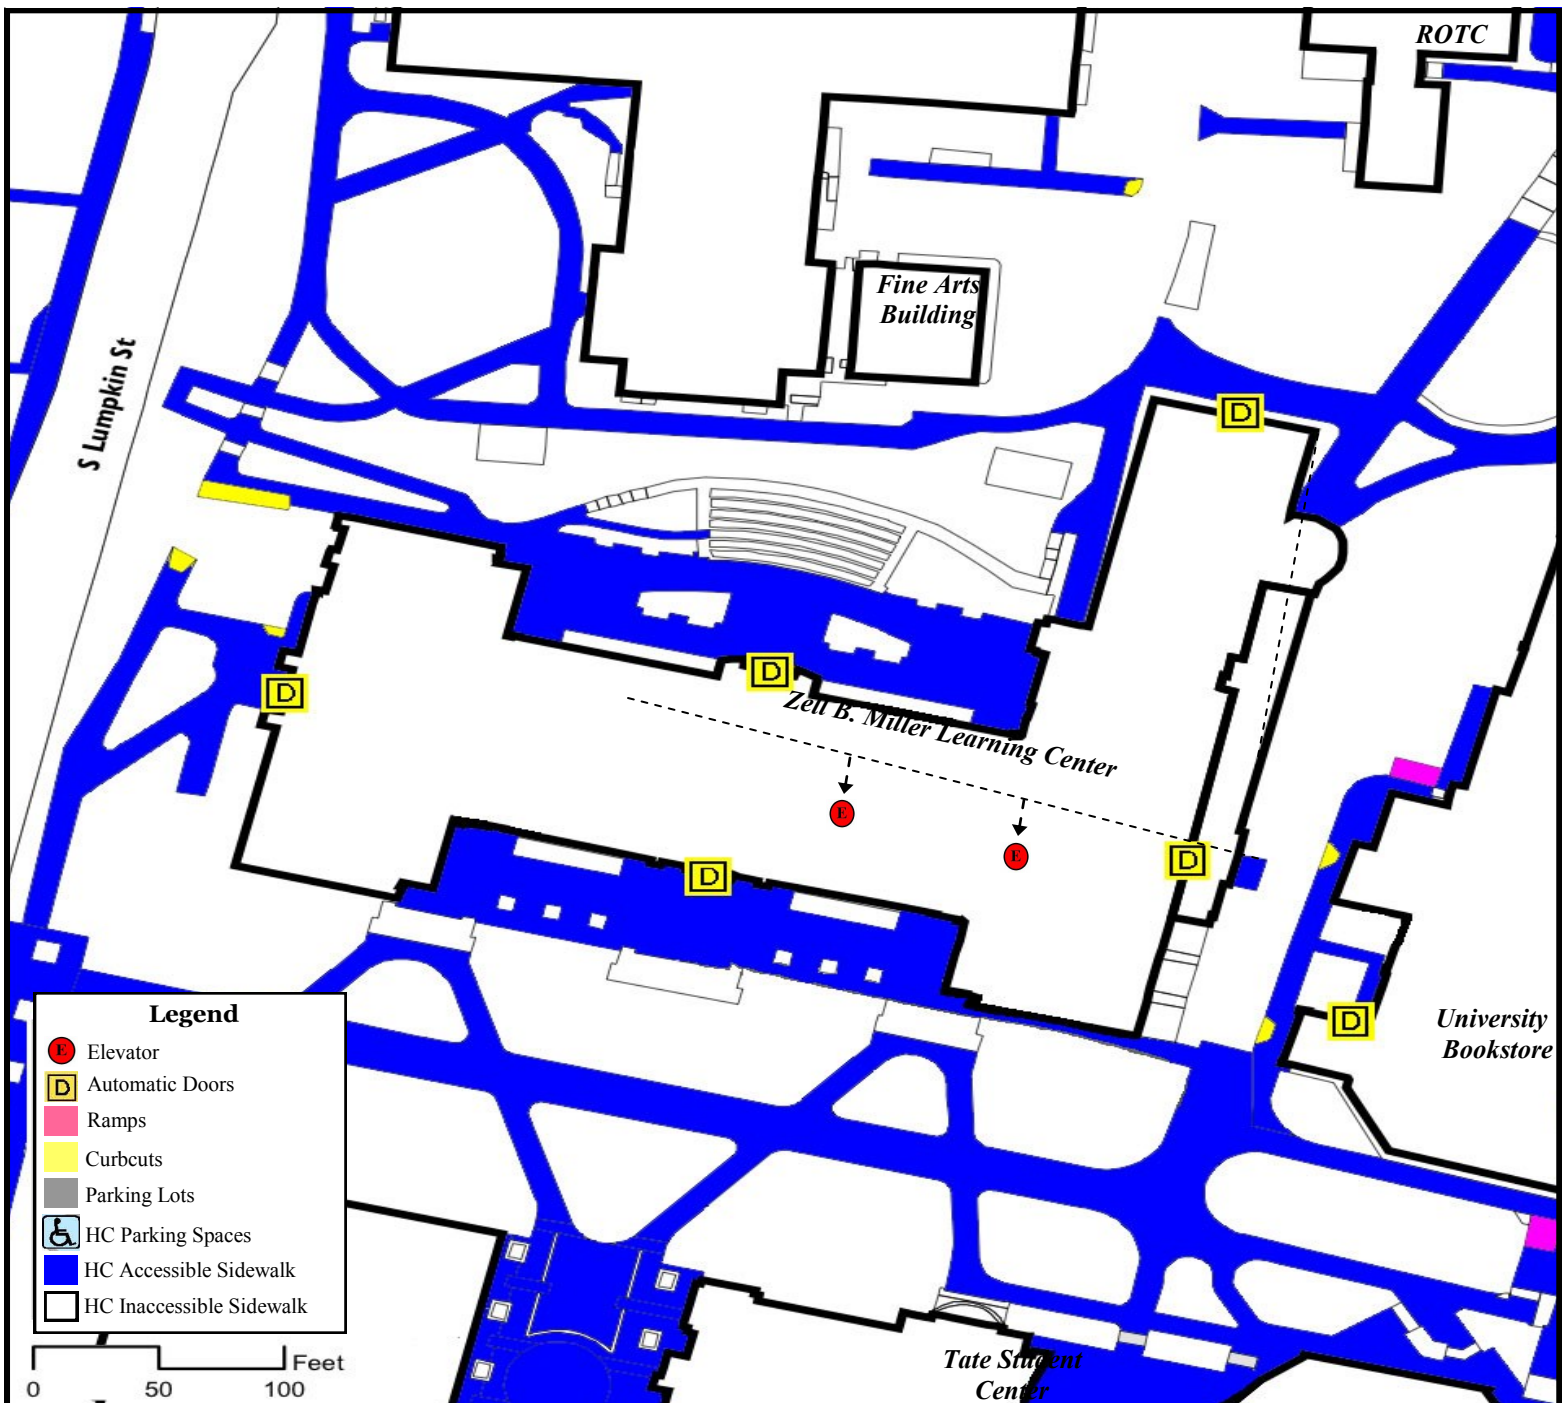 ROTC
Fine Arts
Building
S Lumpkin St
D
D
D
Zell B. Miller Learning Center
E
E
D
D
D
University
Bookstore
Legend
E Elevator
D Automatic Doors
Ramps
Curbcuts
Parking Lots
HC Parking Spaces
HC Accessible Sidewalk
HC Inaccessible Sidewalk
Feet
0 50 100
Tate Student
Center